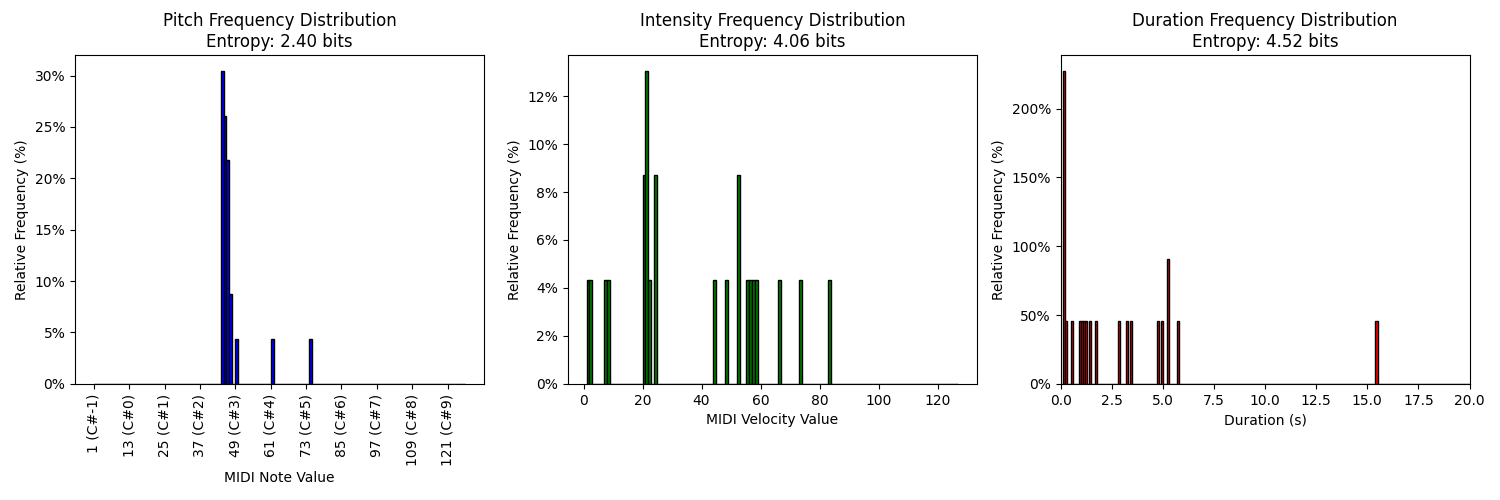 Pitch Frequency Distribution
Entropy: 2.40 bits
Relative Frequency (%)
30%
25%
20%
15%
10%
5%
0%
1 (C#-1)
13 (C#0)
25 (C#1)
37 (C#2)
49 (C#3)
61 (C#4)
73 (C#5)
85 (C#6)
97 (C#7)
109 (C#8)
121 (C#9)
MIDI Note Value
Intensity Frequency Distribution
Entropy: 4.06 bits
Relative Frequency (%)
12%
10%
8%
6%
4%
2%
0%
0 20 40 60 80 100 120
MIDI Velocity Value
Duration Frequency Distribution
Entropy: 4.52 bits
Relative Frequency (%)
200%
150%
100%
50%
0%
0.0 2.5 5.0 7.5 10.0 12.5 15.0 17.5 20.0
Duration (s)